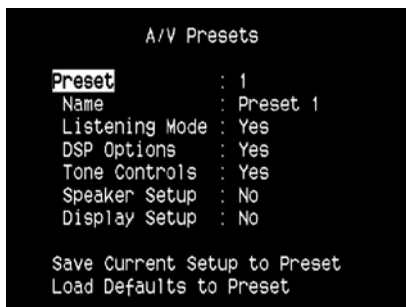 A/V Presets
Preset : 1
Name : Preset 1
Listening Mode : Yes
DSP Options : Yes
Tone Controls : Yes
Speaker Setup : No
Display Setup : No
Save Current Setup to Preset
Load Defaults to Preset